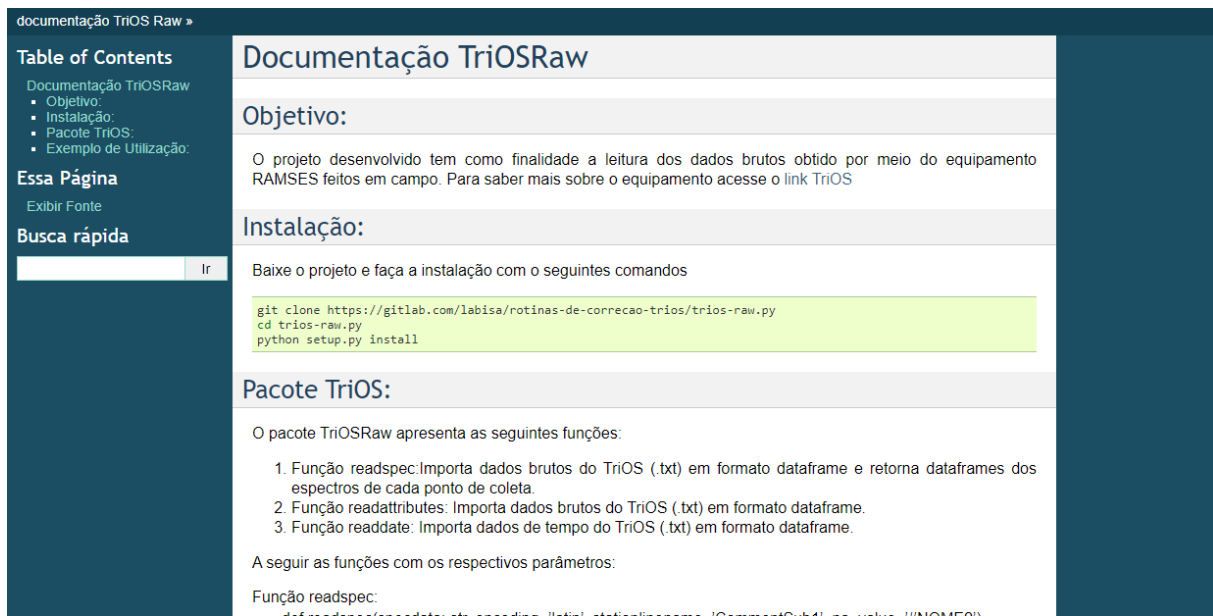 documentação TriOS Raw »
Table of Contents
Documentação TriOSRaw
Objetivo:
Instalação:
Pacote TriOS:
Exemplo de Utilização:
Essa Página
Exibir Fonte
Busca rápida
Ir
Documentação TriOSRaw
Objetivo:
O projeto desenvolvido tem como finalidade a leitura dos dados brutos obtido por meio do equipamento
RAMSES feitos em campo. Para saber mais sobre o equipamento acesse o link TriOS
Instalação:
Baixe o projeto e faça a instalação com o seguintes comandos
git clone https://gitlab.com/labisa/rotinas-de-correcao-trios/trios-raw.py
cd trios-raw.py
python setup.py install
Pacote TriOS:
O pacote TriOSRaw apresenta as seguintes funções:
1. Função readspec:Importa dados brutos do TriOS (.txt) em formato dataframe e retorna dataframes dos
espectros de cada ponto de coleta.
2. Função readattributes: Importa dados brutos do TriOS (.txt) em formato dataframe.
3. Função readdate: Importa dados de tempo do TriOS (.txt) em formato dataframe.
A seguir as funções com os respectivos parâmetros:
Função readspec: